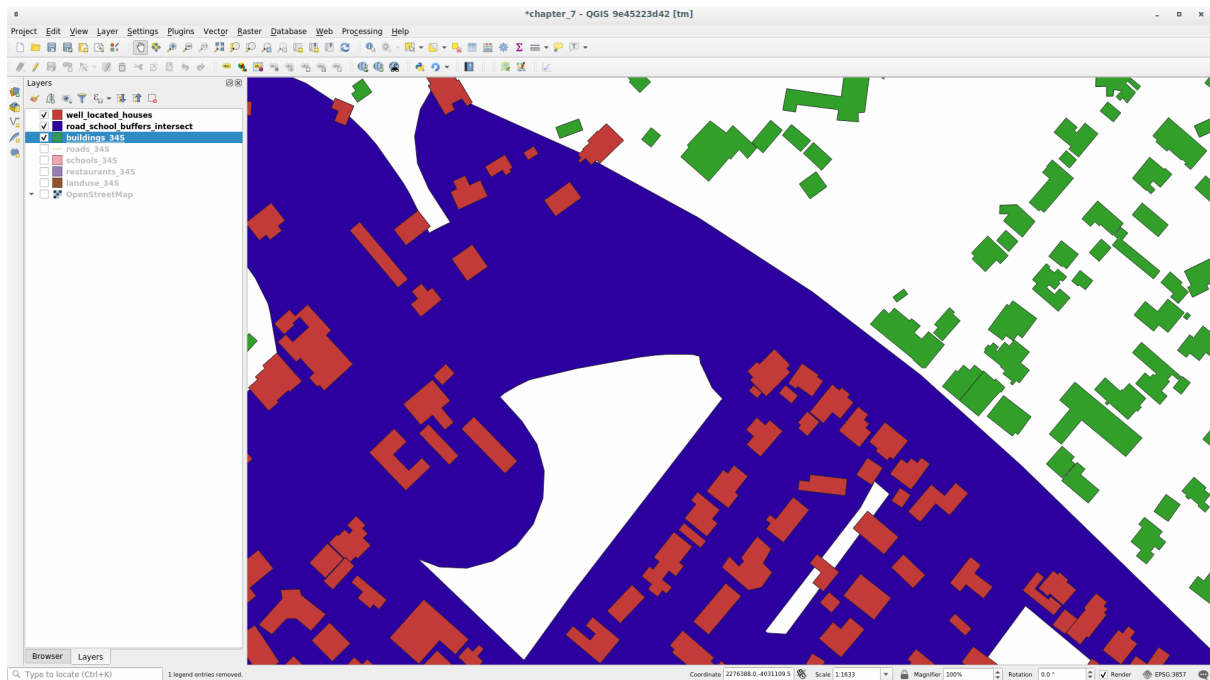 *chapter_7 - QGIS 9e45223d42 [tm]
Project Edit View Layer Settings Plugins Vector Raster Database Web Processing Help
Layers
well_located_houses
road_school_buffers_intersect
buildings_34S
roads_34S
schools_34S
restaurants_34S
landuse_34S
OpenStreetMap
Browser Layers
Type to locate (Ctrl+K) 1 legend entries removed. Coordinate 2276388.0,-4031109.5 Scale 1:1633 Magnifier 100% Rotation 0.0 ° Render EPSG:3857